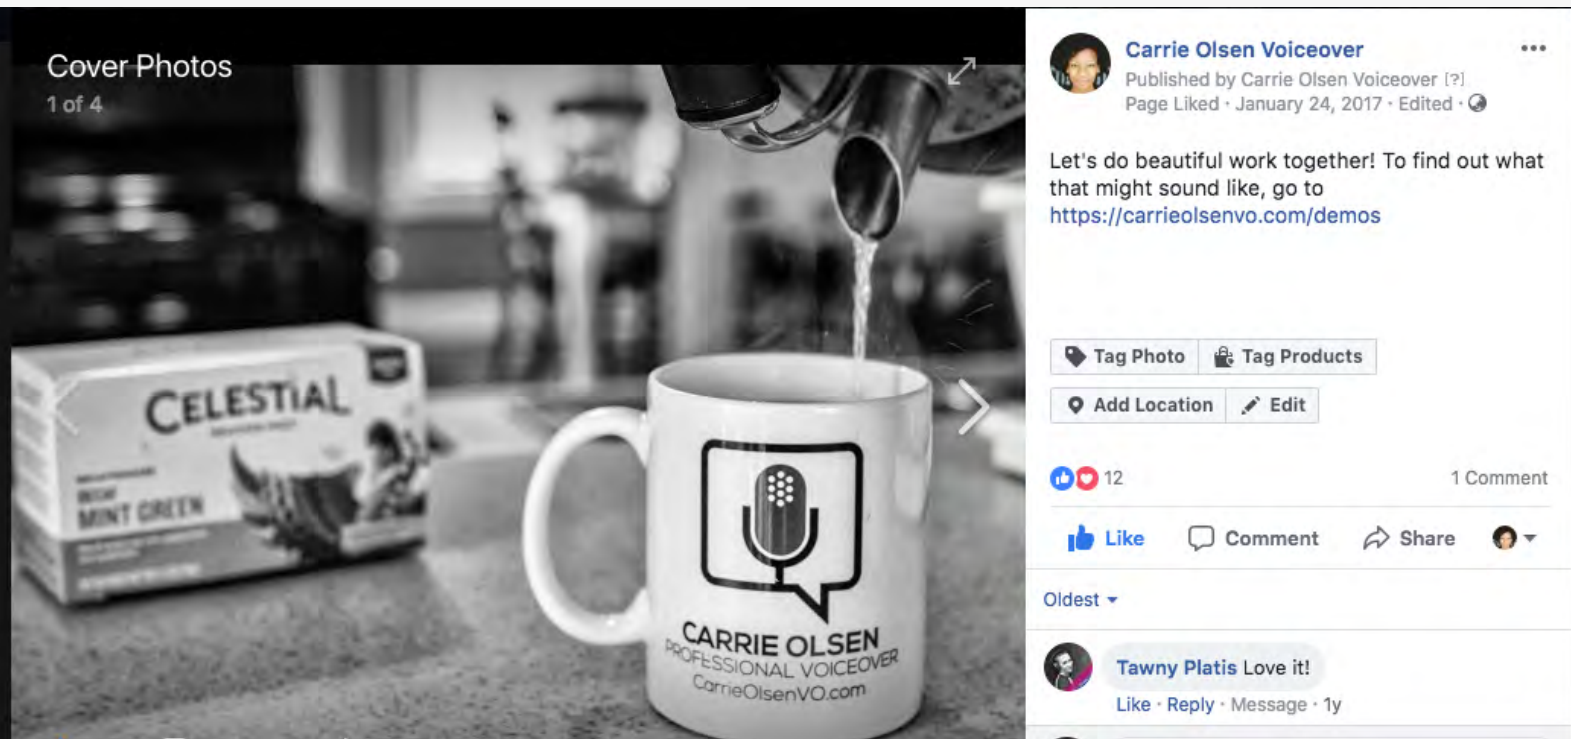 Cover Photos
1 of 4
CELESTIAL
MINT GREEN
CARRIE OLSEN
PROFESSIONAL VOICEOVER
CarrieOlsenVO.com
Carrie Olsen Voiceover
Published by Carrie Olsen Voiceover [?]
Page Liked · January 24, 2017 · Edited ·
Let's do beautiful work together! To find out what
that might sound like, go to
https://carrieolsenvo.com/demos
Tag Photo
Tag Products
Add Location
Edit
12
1 Comment
Like
Comment
Share
Oldest
Tawny Platis Love it!
Like · Reply · Message · 1y